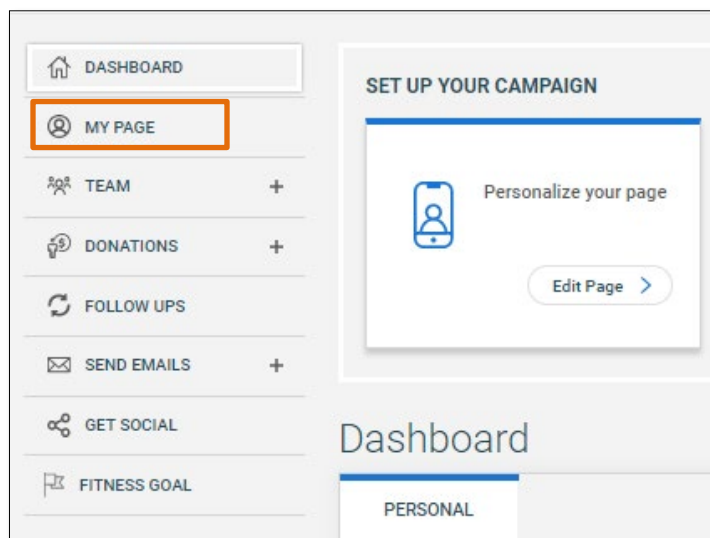 DASHBOARD
MY PAGE
TEAM +
DONATIONS +
FOLLOW UPS
SEND EMAILS +
GET SOCIAL
FITNESS GOAL
SET UP YOUR CAMPAIGN
Personalize your page
Edit Page >
Dashboard
PERSONAL